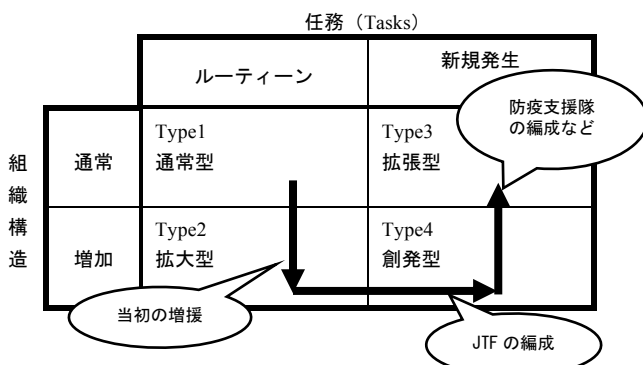 任務（Tasks）
ルーティーン
新規発生
防疫支援隊
の編成など
組織構造
通常
Type1
通常型
Type3
拡張型
増加
Type2
拡大型
Type4
創発型
当初の増援
JTF の編成